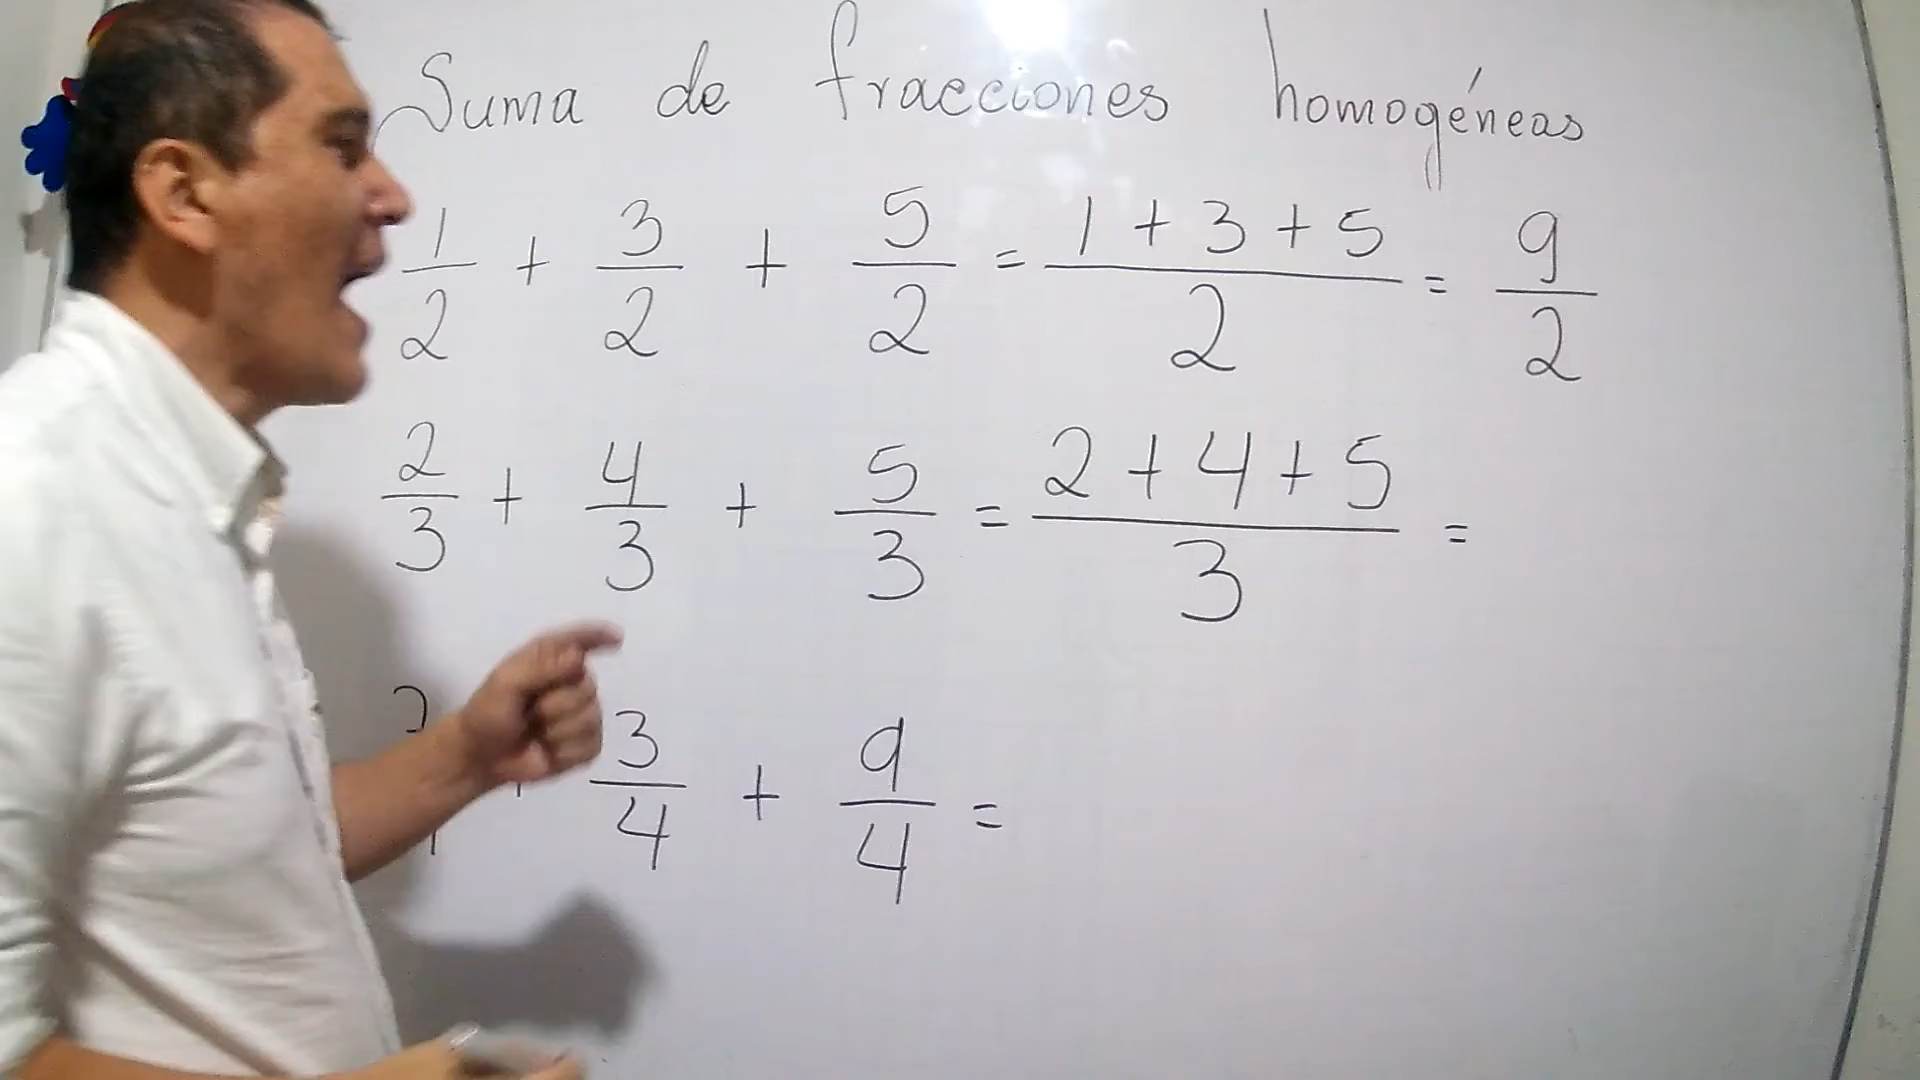 Suma de fracciones homogéneas
1/2 + 3/2 + 5/2 = (1 + 3 + 5)/2 = 9/2
2/3 + 4/3 + 5/3 = (2 + 4 + 5)/3 =
3/4 + 9/4 =